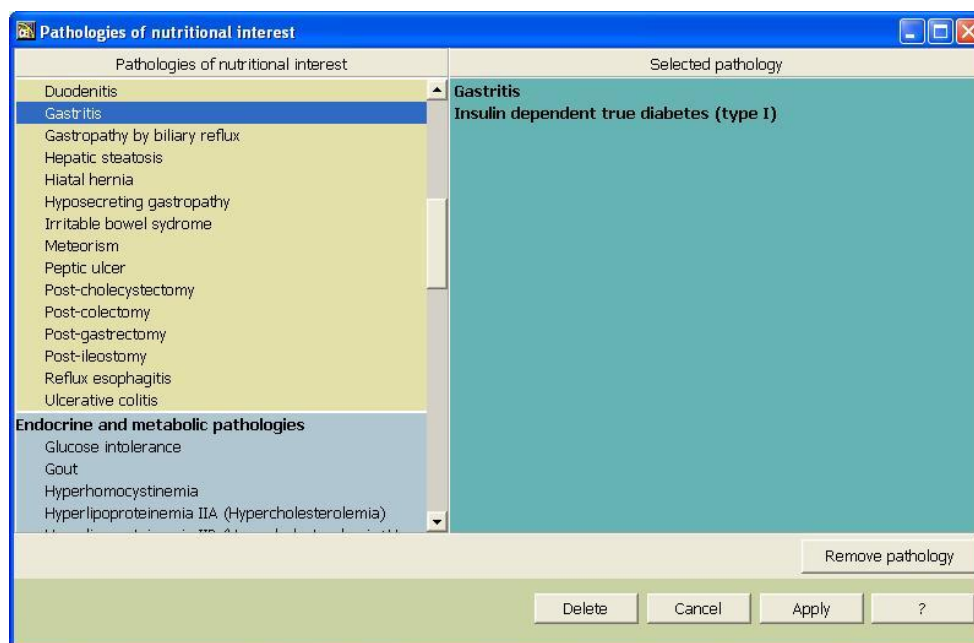 Pathologies of nutritional interest
Pathologies of nutritional interest
Selected pathology
Duodenitis
Gastritis
Gastropathy by biliary reflux
Hepatic steatosis
Hiatal hernia
Hyposecreting gastropathy
Irritable bowel sydrome
Meteorism
Peptic ulcer
Post-cholecystectomy
Post-colectomy
Post-gastrectomy
Post-ileostomy
Reflux esophagitis
Ulcerative colitis
Endocrine and metabolic pathologies
Glucose intolerance
Gout
Hyperhomocystinemia
Hyperlipoproteinemia IIA (Hypercholesterolemia)
Gastritis
Insulin dependent true diabetes (type I)
Remove pathology
Delete
Cancel
Apply
?